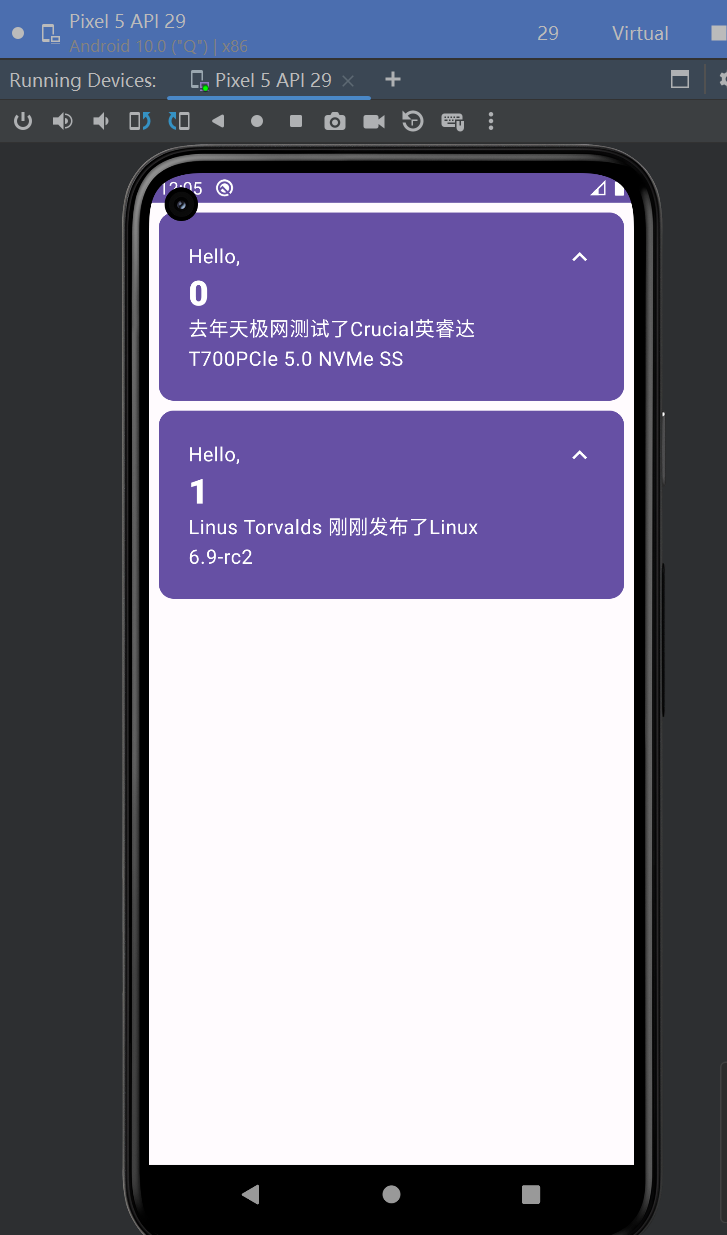 Pixel 5 API 29
Android 10.0 ("Q") | x86
29
Virtual
Running Devices:
Pixel 5 API 29
12:05
Hello,
0
去年天极网测试了Crucial英睿达
T700PCle 5.0 NVMe SS
Hello,
1
Linus Torvalds 刚刚发布了Linux
6.9-rc2